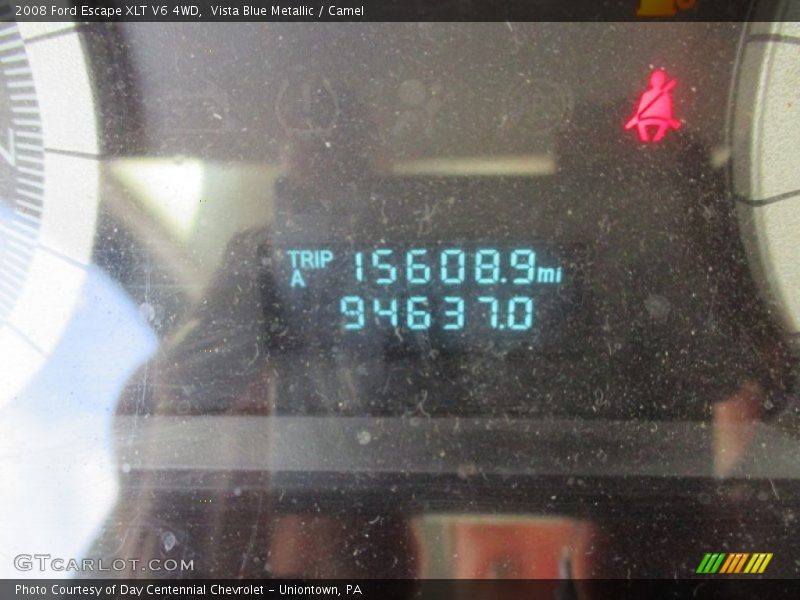 2008 Ford Escape XLT V6 4WD,  Vista Blue Metallic / Camel
TRIP A 15608.9 mi
94637.0
GTCARLOT.COM
Photo Courtesy of Day Centennial Chevrolet - Uniontown, PA